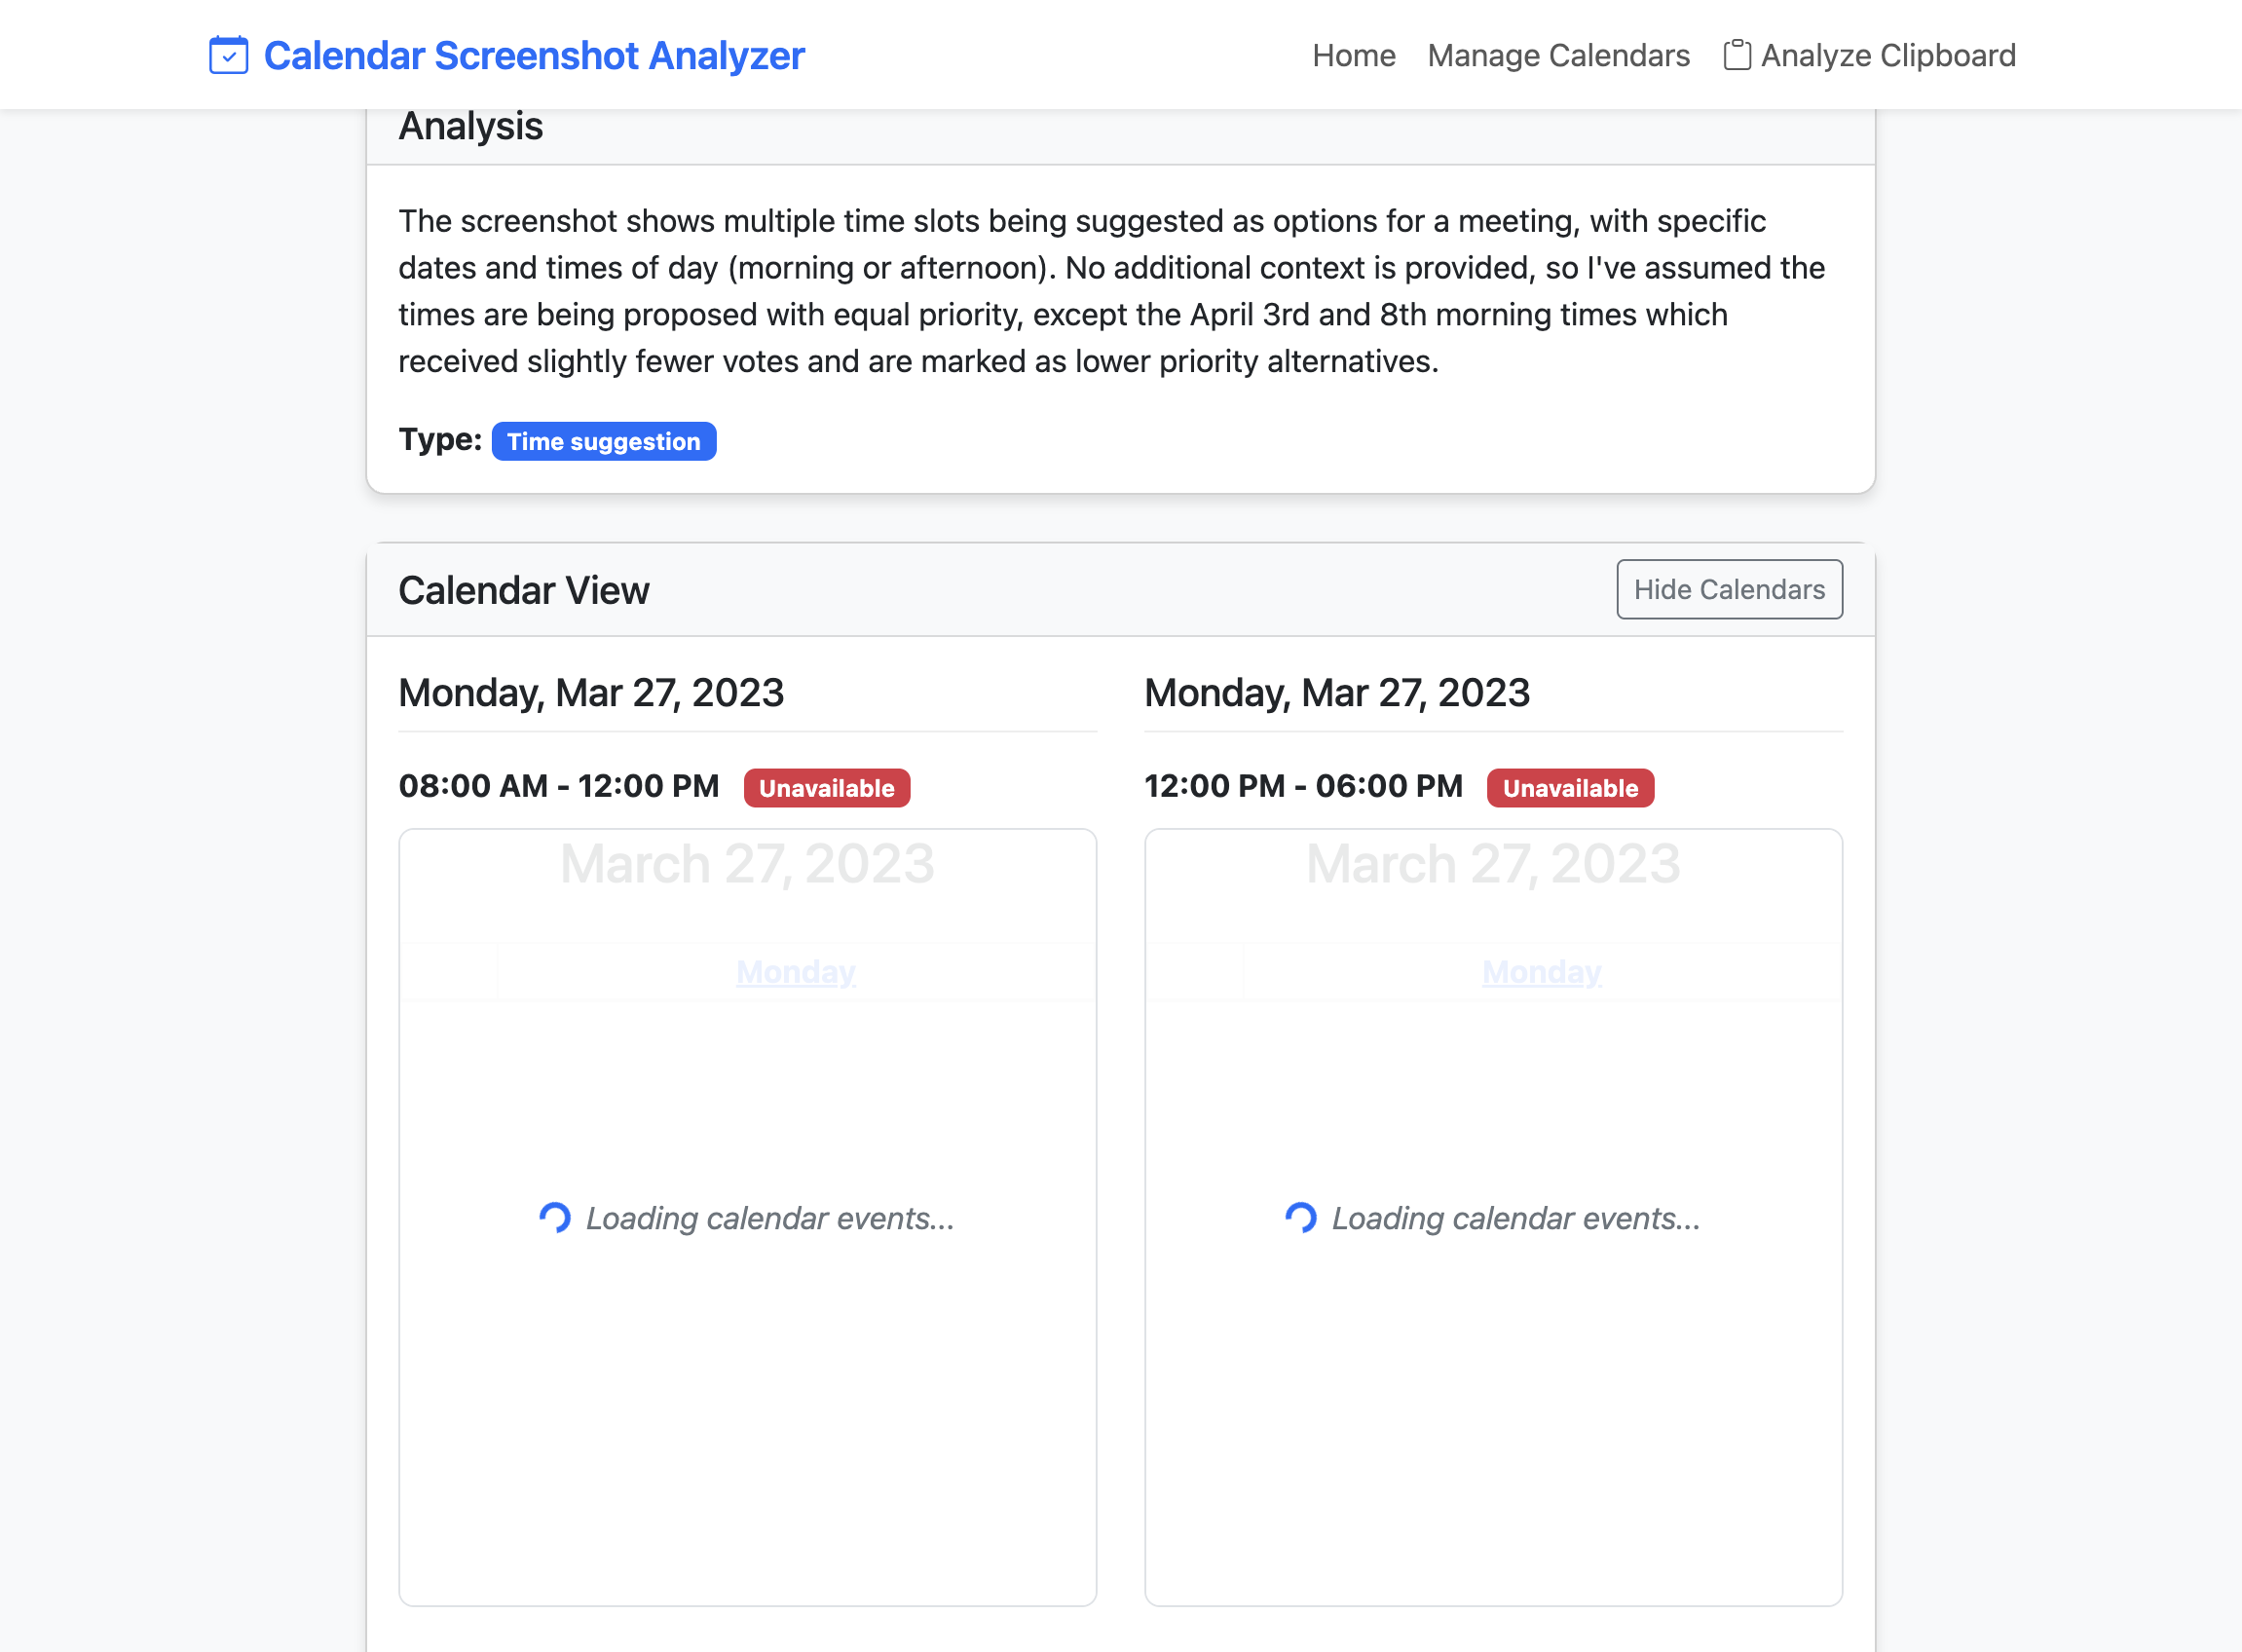 Calendar Screenshot Analyzer
Home
Manage Calendars
Analyze Clipboard
Analysis
The screenshot shows multiple time slots being suggested as options for a meeting, with specific
dates and times of day (morning or afternoon). No additional context is provided, so I've assumed the
times are being proposed with equal priority, except the April 3rd and 8th morning times which
received slightly fewer votes and are marked as lower priority alternatives.
Type: Time suggestion
Calendar View
Hide Calendars
Monday, Mar 27, 2023
08:00 AM - 12:00 PM Unavailable
March 27, 2023
Monday
Loading calendar events...
Monday, Mar 27, 2023
12:00 PM - 06:00 PM Unavailable
March 27, 2023
Monday
Loading calendar events...